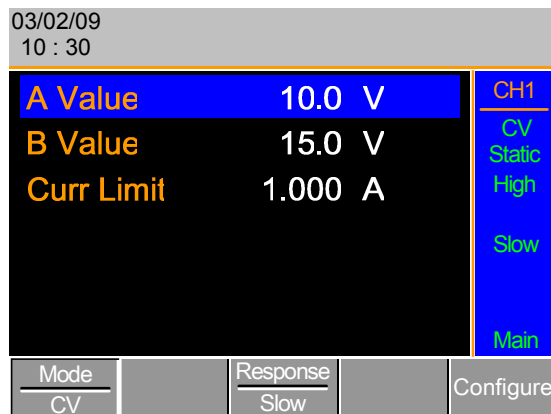 03/02/09
10 : 30
A Value 10.0 V
B Value 15.0 V
Curr Limit 1.000 A
CH1
CV
Static
High
Slow
Main
Mode
CV
Response
Slow
Configure